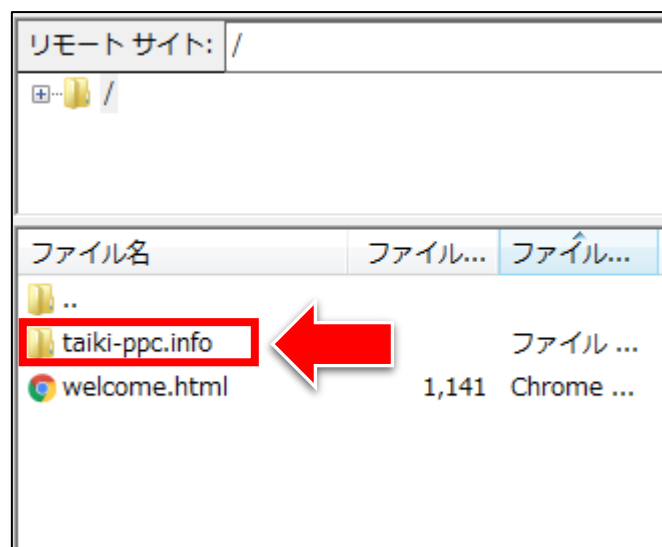 リモート サイト: /
/
ファイル名 ファイル... ファイル...
..
taiki-ppc.info ファイル ...
welcome.html 1,141 Chrome ...